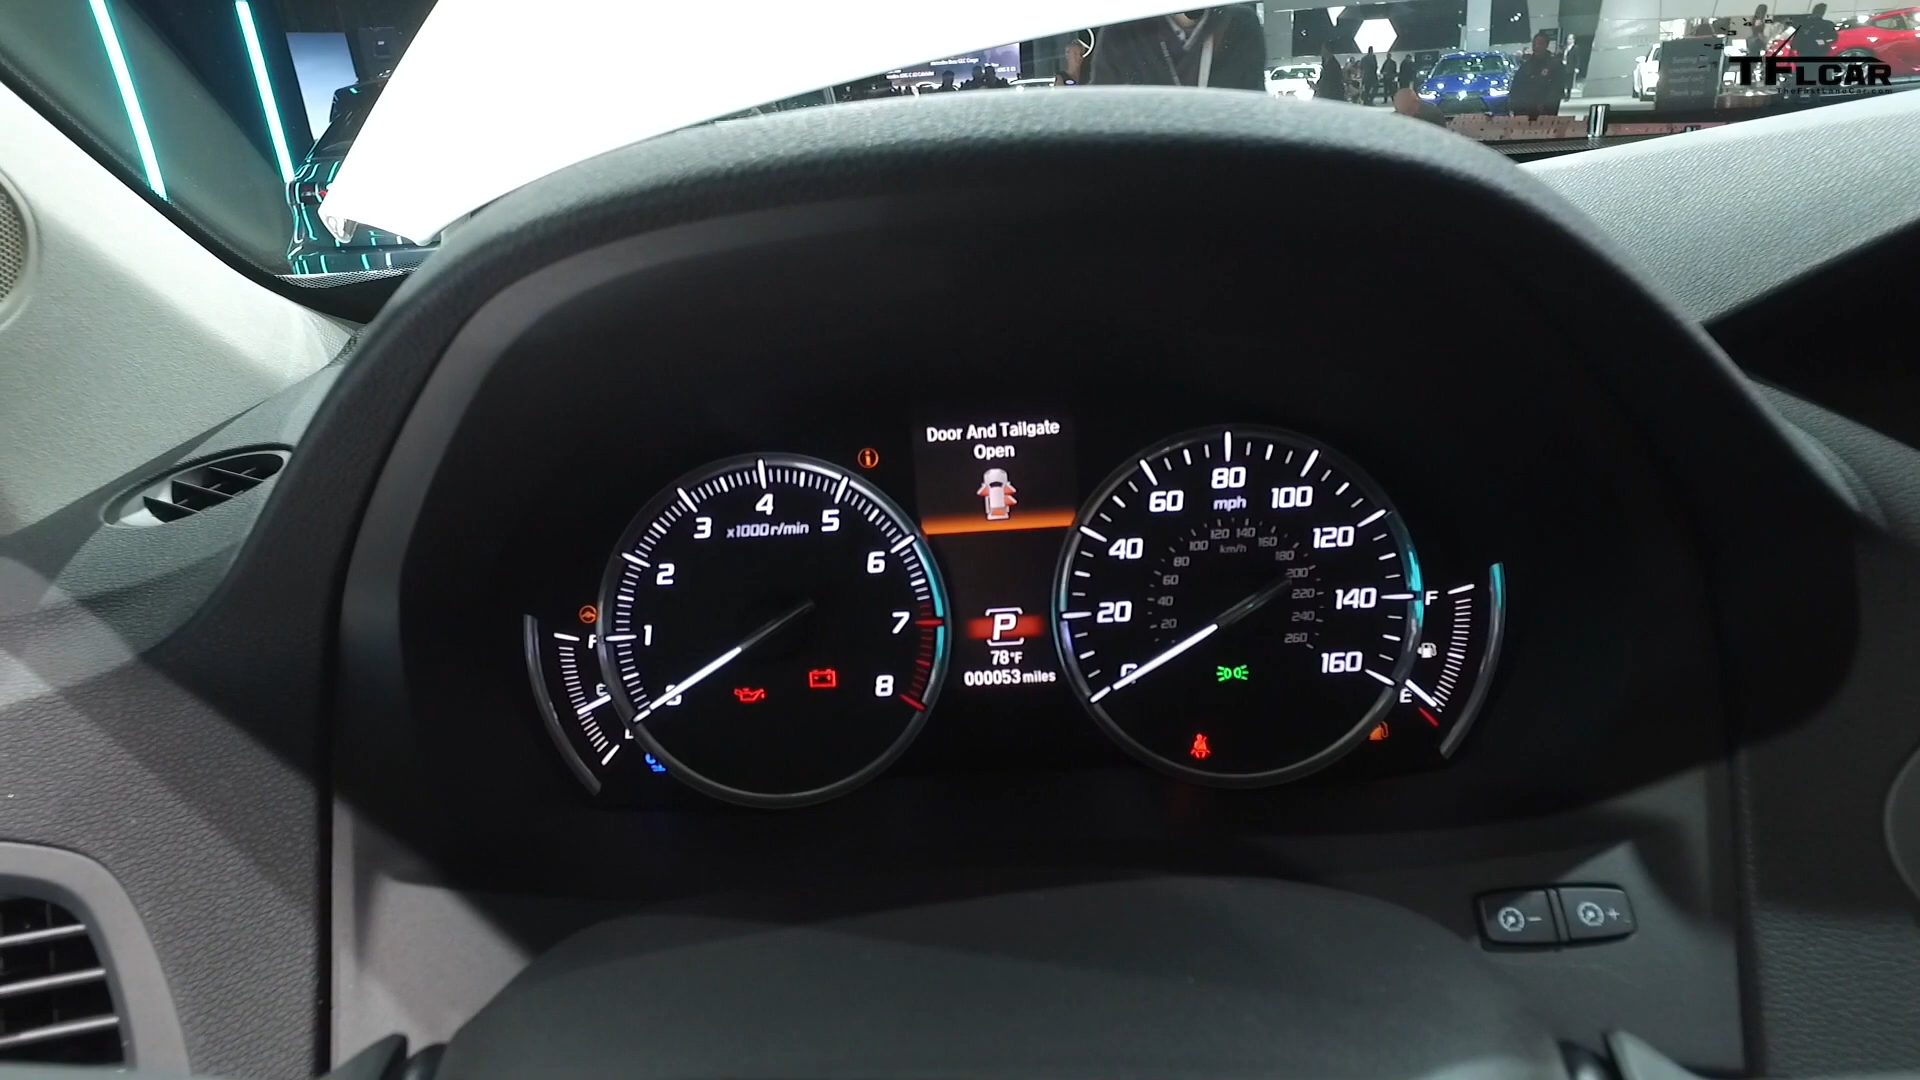 TFLCAR
TheFastLaneCar.com
Door And Tailgate
Open
4
3
5
x1000r/min
2
6
1
7
8
F
E
P
78°F
000053 miles
80
mph
60
100
40
120
20
140
160
120
140
100
160
km/h
80
180
60
200
40
220
20
240
260
F
E
-
+